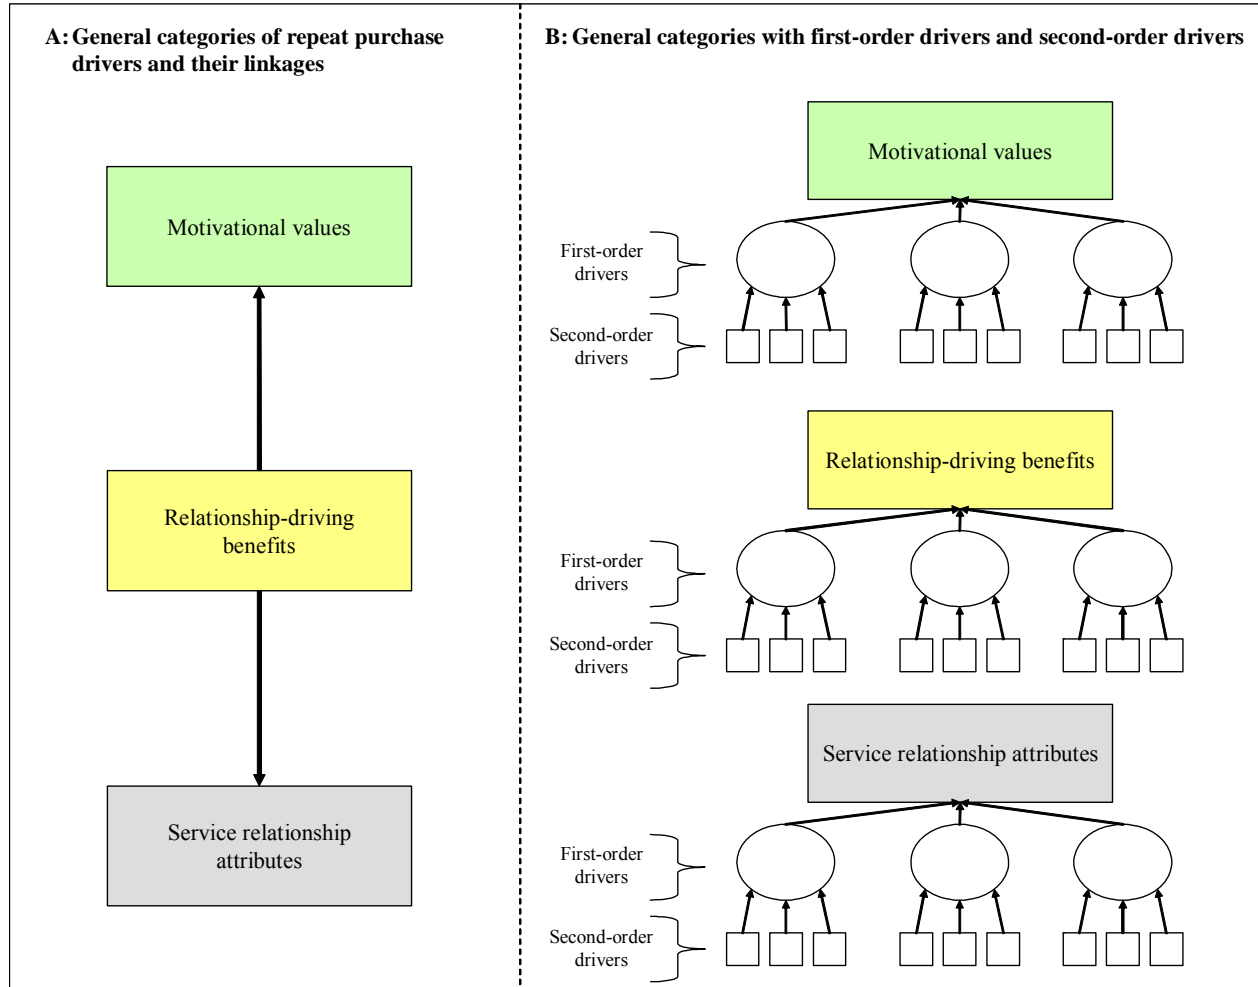 A: General categories of repeat purchase
drivers and their linkages
Motivational values
Relationship-driving
benefits
Service relationship
attributes
B: General categories with first-order drivers and second-order drivers
Motivational values
First-order
drivers
Second-order
drivers
Relationship-driving benefits
First-order
drivers
Second-order
drivers
Service relationship attributes
First-order
drivers
Second-order
drivers